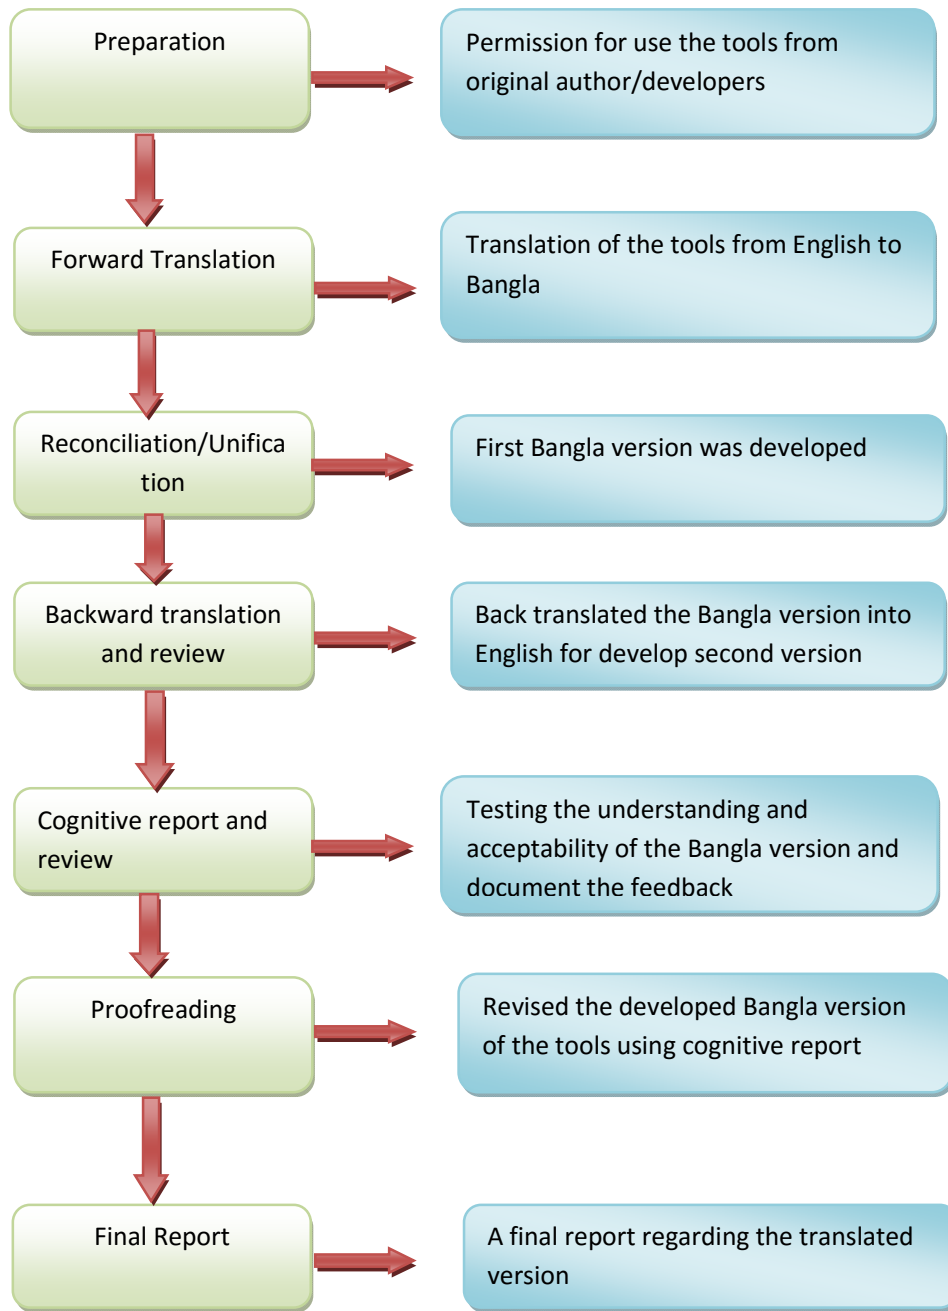 Preparation
Permission for use the tools from
original author/developers
Forward Translation
Translation of the tools from English to
Bangla
Reconciliation/Unifica
tion
First Bangla version was developed
Backward translation
and review
Back translated the Bangla version into
English for develop second version
Cognitive report and
review
Testing the understanding and
acceptability of the Bangla version and
document the feedback
Proofreading
Revised the developed Bangla version
of the tools using cognitive report
Final Report
A final report regarding the translated
version